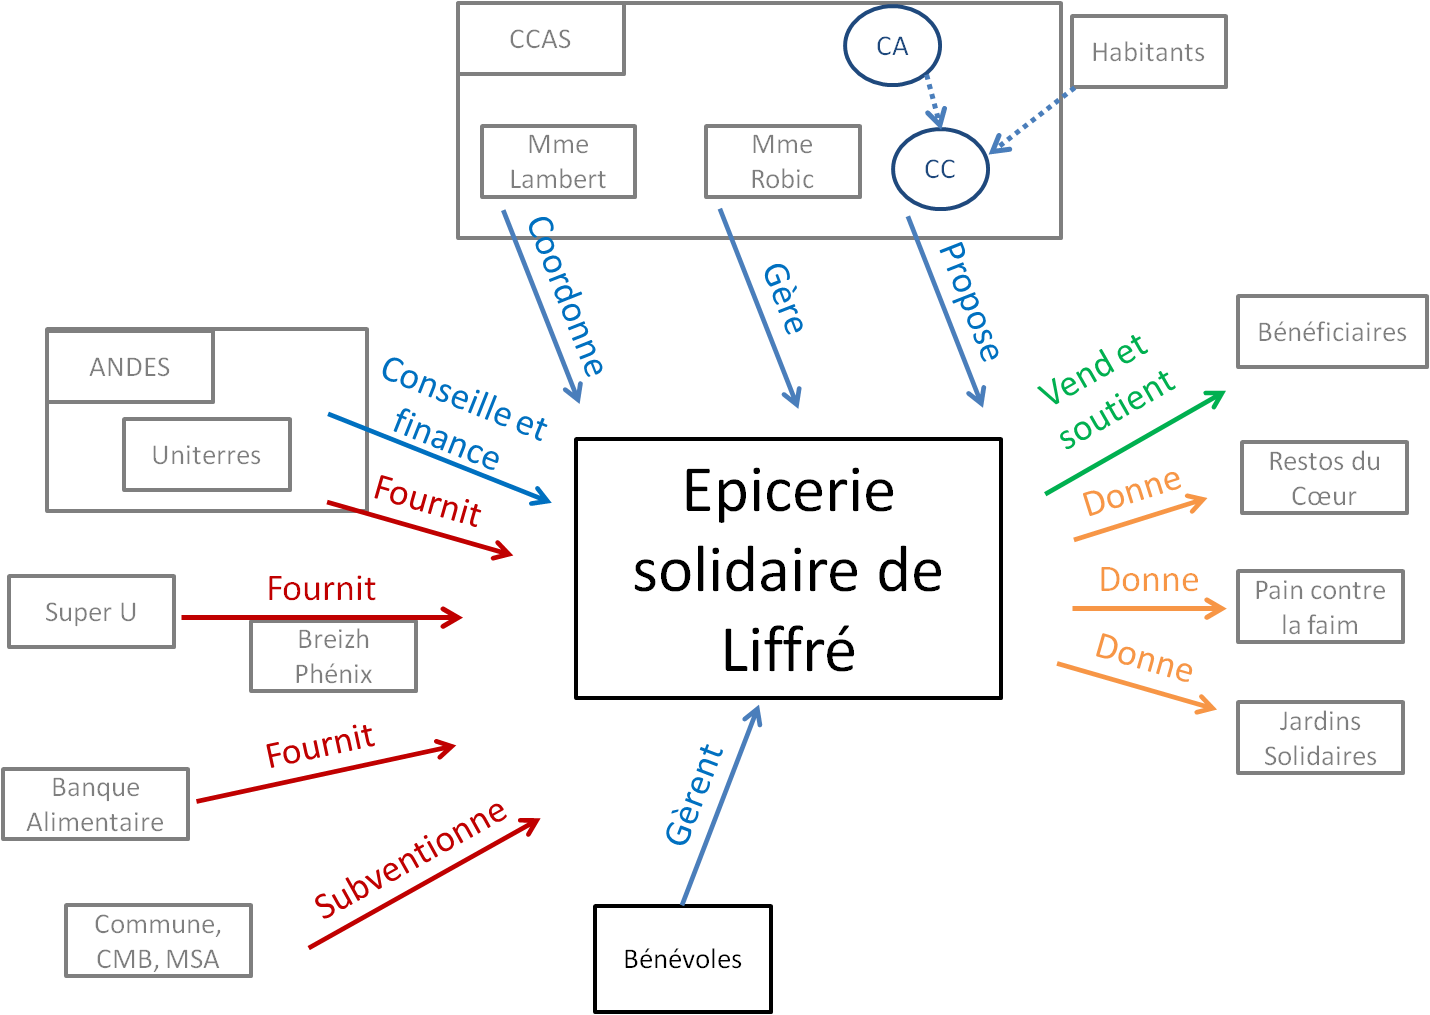 CCAS
CA
Habitants
Mme
Lambert
Mme
Robic
CC
Coordonne
Gère
Propose
ANDES
Uniterres
Conseille et
finance
Fournit
Super U
Fournit
Breizh
Phénix
Banque
Alimentaire
Fournit
Commune,
CMB, MSA
Subventionne
Epicerie
solidaire de
Liffré
Gèrent
Bénévoles
Vend et
soutient
Bénéficiaires
Donne
Restos du
Cœur
Donne
Pain contre
la faim
Donne
Jardins
Solidaires